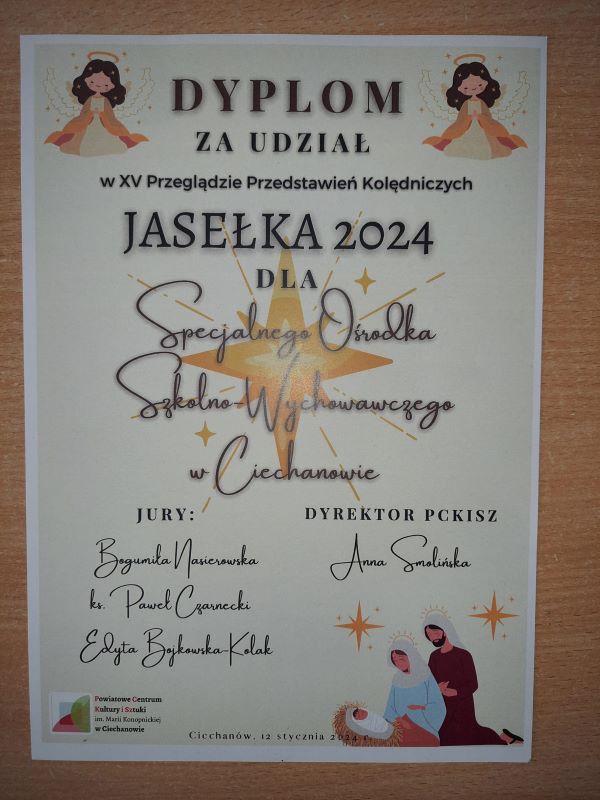 DYPLOM
ZA UDZIAŁ
w XV Przeglądzie Przedstawień Kolędniczych
JASEŁKA 2024
DLA
Specjalnego Ośrodka
Szkolno-Wychowawczego
w Ciechanowie
JURY:
Bogumiła Nasierowska
ks. Paweł Czarnecki
Edyta Bojkowska-Kolak
DYREKTOR PCKISZ
Anna Smolińska
Powiatowe Centrum
Kultury i Sztuki
im. Marii Konopnickiej
w Ciechanowie
Ciechanów, 12 stycznia 2024 r.